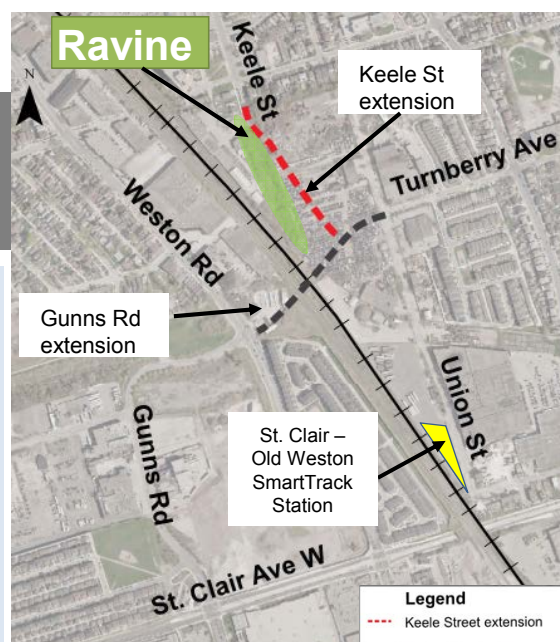 Ravine
Keele St
Keele St
extension
N
Turnberry Ave
Weston Rd
Gunns Rd
extension
Union St
Gunns Rd
St. Clair –
Old Weston
SmartTrack
Station
St. Clair Ave W
Legend
Keele Street extension